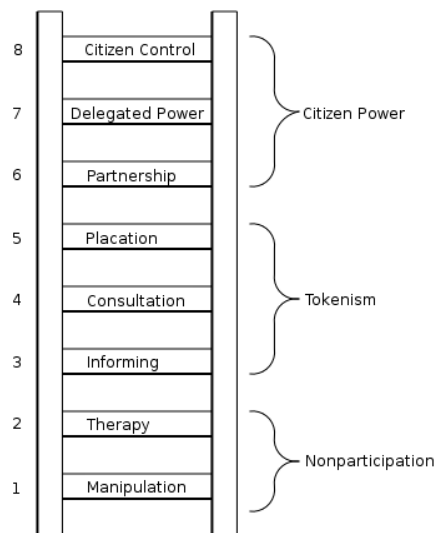 8 Citizen Control
7 Delegated Power
Citizen Power
6 Partnership
5 Placation
4 Consultation
Tokenism
3 Informing
2 Therapy
Nonparticipation
1 Manipulation